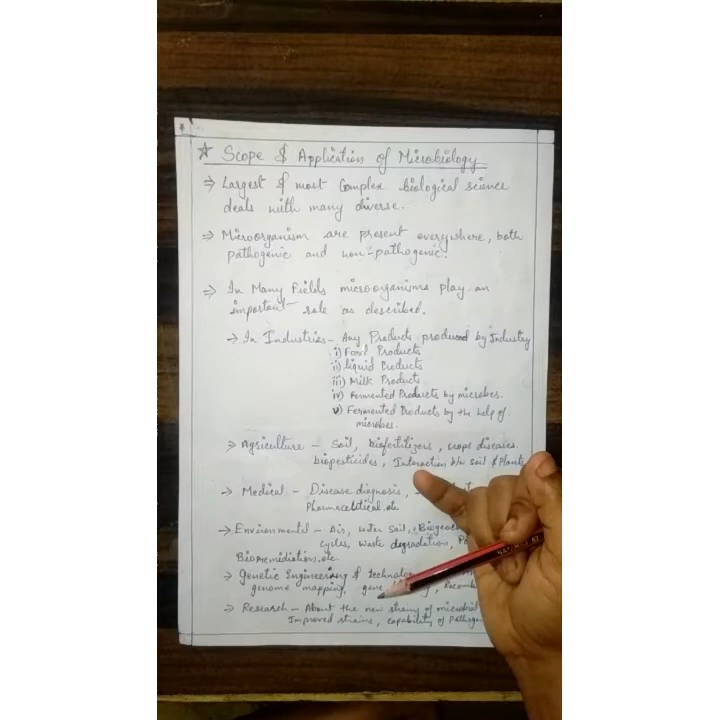 ★ Scope & Application of Microbiology
⇒ Largest & most Complex biological science
deals with many diverse..
⇒ Microorganism are present everywhere, both
pathogenic and non-pathogenic.
⇒ In Many Fields microorganisms play an
important role as described.
→ In Industries - Any Products produced by Industry
i) Food Products
ii) liquid Products
iii) Milk Products
iv) Fermented Products by microbes.
v) Fermented Products by the help of
microbes.
→ Agriculture - Soil, biofertilizers, crops diseases.
biopesticides, Interaction b/w Soil & Plants
→ Medical - Disease diagnosis,
Pharmaceutical.etc
→ Environmental - Air, water Soil,
cycles, Waste degradation,
Bioremidiations.etc
→ Genetic Engineering & technology
genome mapping, gene
→ Research - About the new strains of microbial
Improved strains, capability of